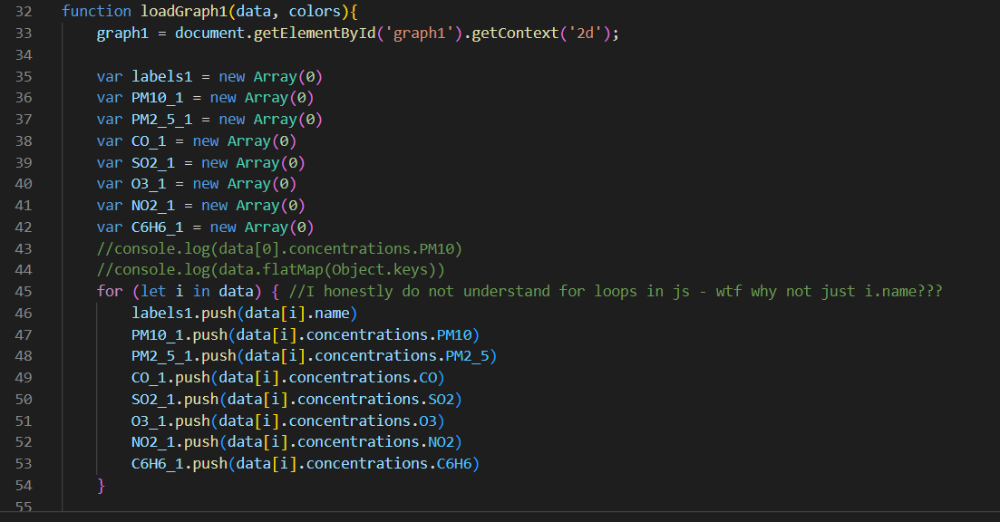 32 function loadGraph1(data, colors){
33 graph1 = document.getElementById('graph1').getContext('2d');
34
35 var labels1 = new Array(0)
36 var PM10_1 = new Array(0)
37 var PM2_5_1 = new Array(0)
38 var CO_1 = new Array(0)
39 var SO2_1 = new Array(0)
40 var O3_1 = new Array(0)
41 var NO2_1 = new Array(0)
42 var C6H6_1 = new Array(0)
43 //console.log(data[0].concentrations.PM10)
44 //console.log(data.flatMap(Object.keys))
45 for (let i in data) { //I honestly do not understand for loops in js - wtf why not just i.name???
46 labels1.push(data[i].name)
47 PM10_1.push(data[i].concentrations.PM10)
48 PM2_5_1.push(data[i].concentrations.PM2_5)
49 CO_1.push(data[i].concentrations.CO)
50 SO2_1.push(data[i].concentrations.SO2)
51 O3_1.push(data[i].concentrations.O3)
52 NO2_1.push(data[i].concentrations.NO2)
53 C6H6_1.push(data[i].concentrations.C6H6)
54 }
55